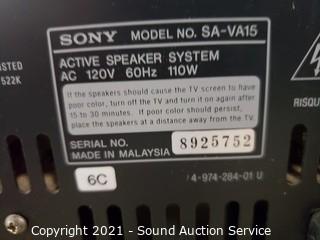 SONY MODEL NO. SA-VA15
ACTIVE SPEAKER SYSTEM
AC 120V 60Hz 110W
If the speakers should cause the TV screen to have
poor color, turn off the TV and turn it on again after
15 to 30 minutes. If poor color should persist,
place the speakers at a distance away from the TV.
SERIAL NO. 8925752
MADE IN MALAYSIA
STED
522K
RISQU
6C
4-974-284-01
Copyright 2021 - Sound Auction Service